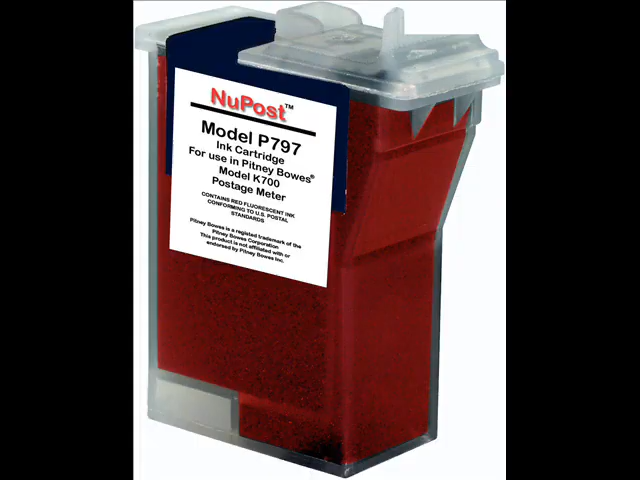 NuPost™
Model P797
Ink Cartridge
For use in Pitney Bowes®
Model K700
Postage Meter
CONTAINS RED FLUORESCENT INK
CONFORMING TO U.S. POSTAL
STANDARDS
Pitney Bowes is a registed trademark of the
Pitney Bowes Corporation
This product is not affiliated with or
endorsed by Pitney Bowes Inc.